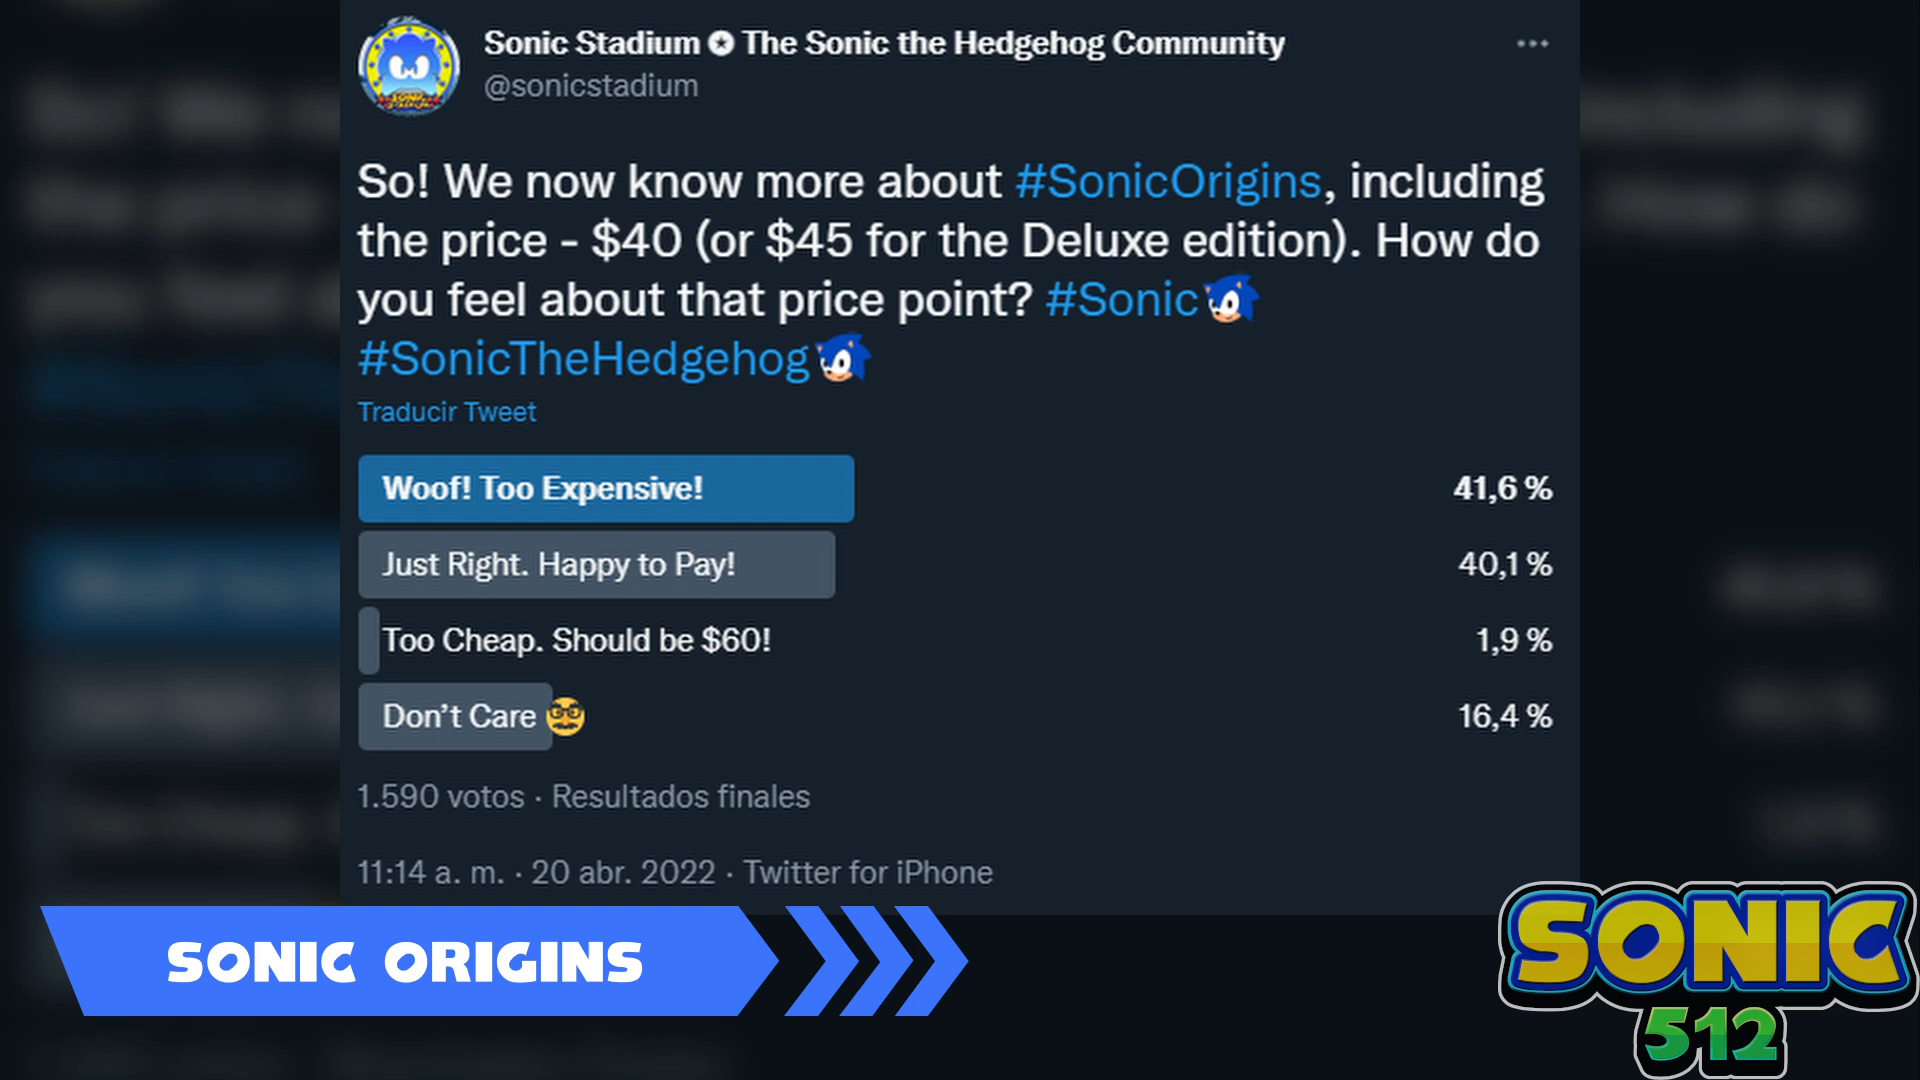 Sonic Stadium ✪ The Sonic the Hedgehog Community
@sonicstadium
So! We now know more about #SonicOrigins, including
the price - $40 (or $45 for the Deluxe edition). How do
you feel about that price point? #Sonic
#SonicTheHedgehog
Traducir Tweet
Woof! Too Expensive! 41,6 %
Just Right. Happy to Pay! 40,1 %
Too Cheap. Should be $60! 1,9 %
Don’t Care 🥸 16,4 %
1.590 votos · Resultados finales
11:14 a. m. · 20 abr. 2022 · Twitter for iPhone
SONIC ORIGINS
SONIC
512